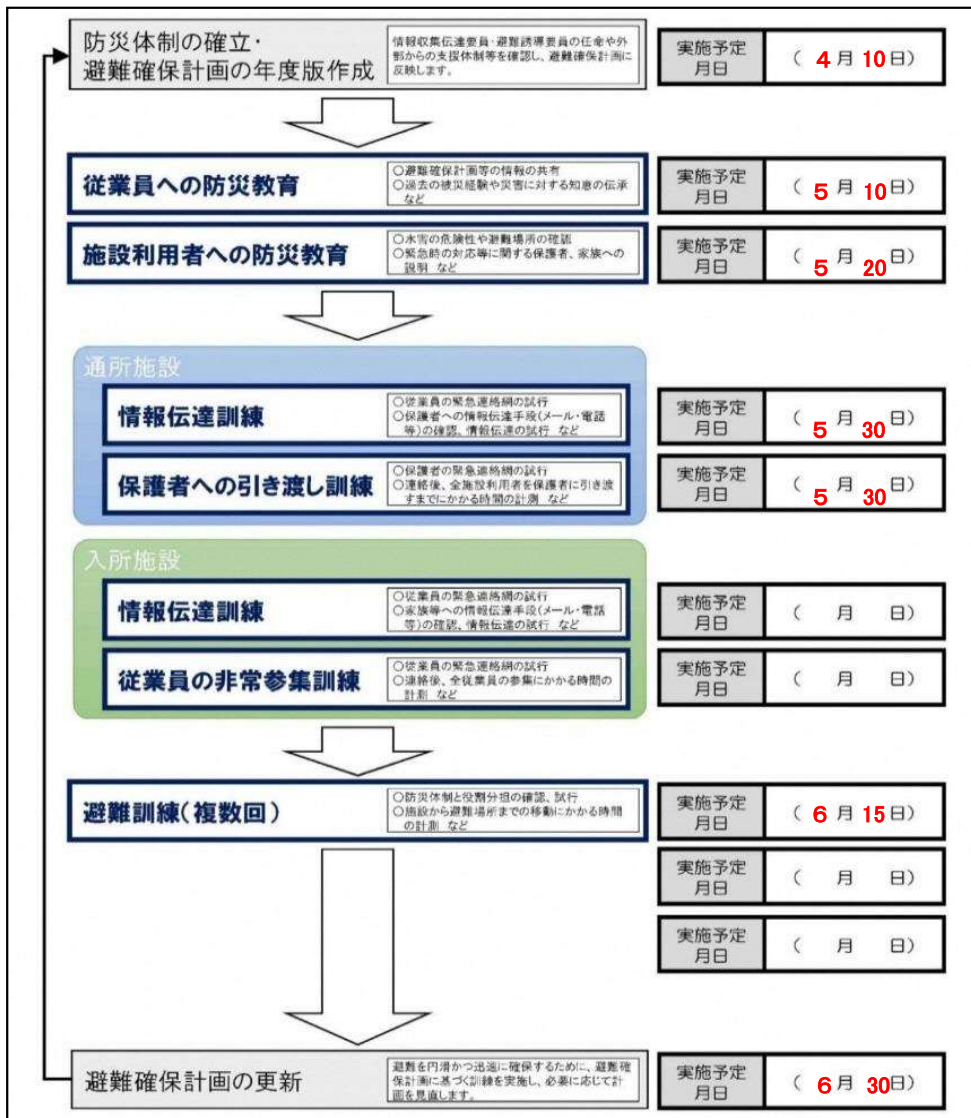 防災体制の確立・
避難確保計画の年度版作成
情報収集伝達要員・避難誘導要員の任命や外
部からの支援体制等を確認し、避難確保計画に
反映します。
実施予定
月日
（ 4 月 10 日）
従業員への防災教育
○避難確保計画等の情報の共有
○過去の被災経験や災害に対する知恵の伝承
など
実施予定
月日
（ 5 月 10 日）
施設利用者への防災教育
○水害の危険性や避難場所の確認
○緊急時の対応等に関する保護者、家族への
説明 など
実施予定
月日
（ 5 月 20 日）
通所施設
情報伝達訓練
○従業員の緊急連絡網の試行
○保護者への情報伝達手段（メール・電話
等）の確認、情報伝達の試行 など
実施予定
月日
（ 5 月 30 日）
保護者への引き渡し訓練
○保護者の緊急連絡網の試行
○連絡後、全施設利用者を保護者に引き渡
すまでにかかる時間の計測 など
実施予定
月日
（ 5 月 30 日）
入所施設
情報伝達訓練
○従業員の緊急連絡網の試行
○家族等への情報伝達手段（メール・電話
等）の確認、情報伝達の試行 など
実施予定
月日
（ 月 日）
従業員の非常参集訓練
○従業員の緊急連絡網の試行
○連絡後、全従業員の参集にかかる時間の
計測 など
実施予定
月日
（ 月 日）
避難訓練（複数回）
○防災体制と役割分担の確認、試行
○施設から避難場所までの移動にかかる時間
の計測 など
実施予定
月日
（ 6 月 15 日）
実施予定
月日
（ 月 日）
実施予定
月日
（ 月 日）
避難確保計画の更新
避難を円滑かつ迅速に確保するために、避難確
保計画に基づく訓練を実施し、必要に応じて計
画を見直します。
実施予定
月日
（ 6 月 30 日）